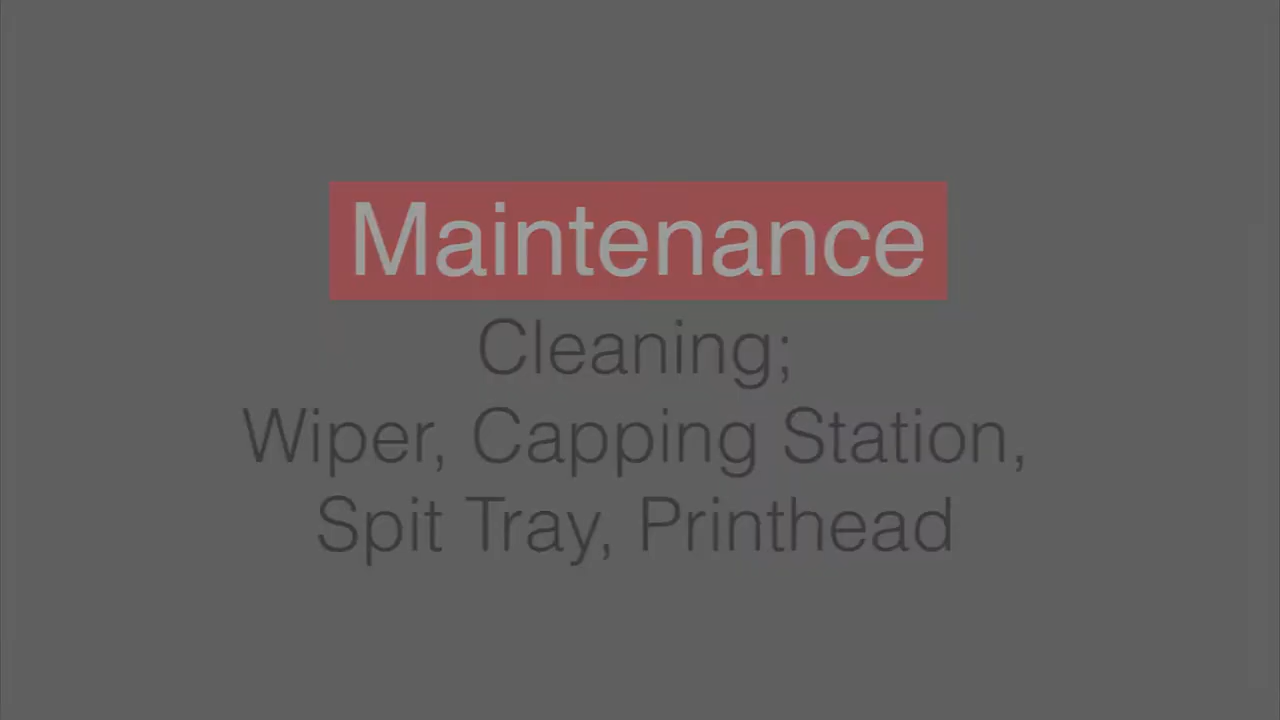 Maintenance
Cleaning;
Wiper, Capping Station,
Spit Tray, Printhead